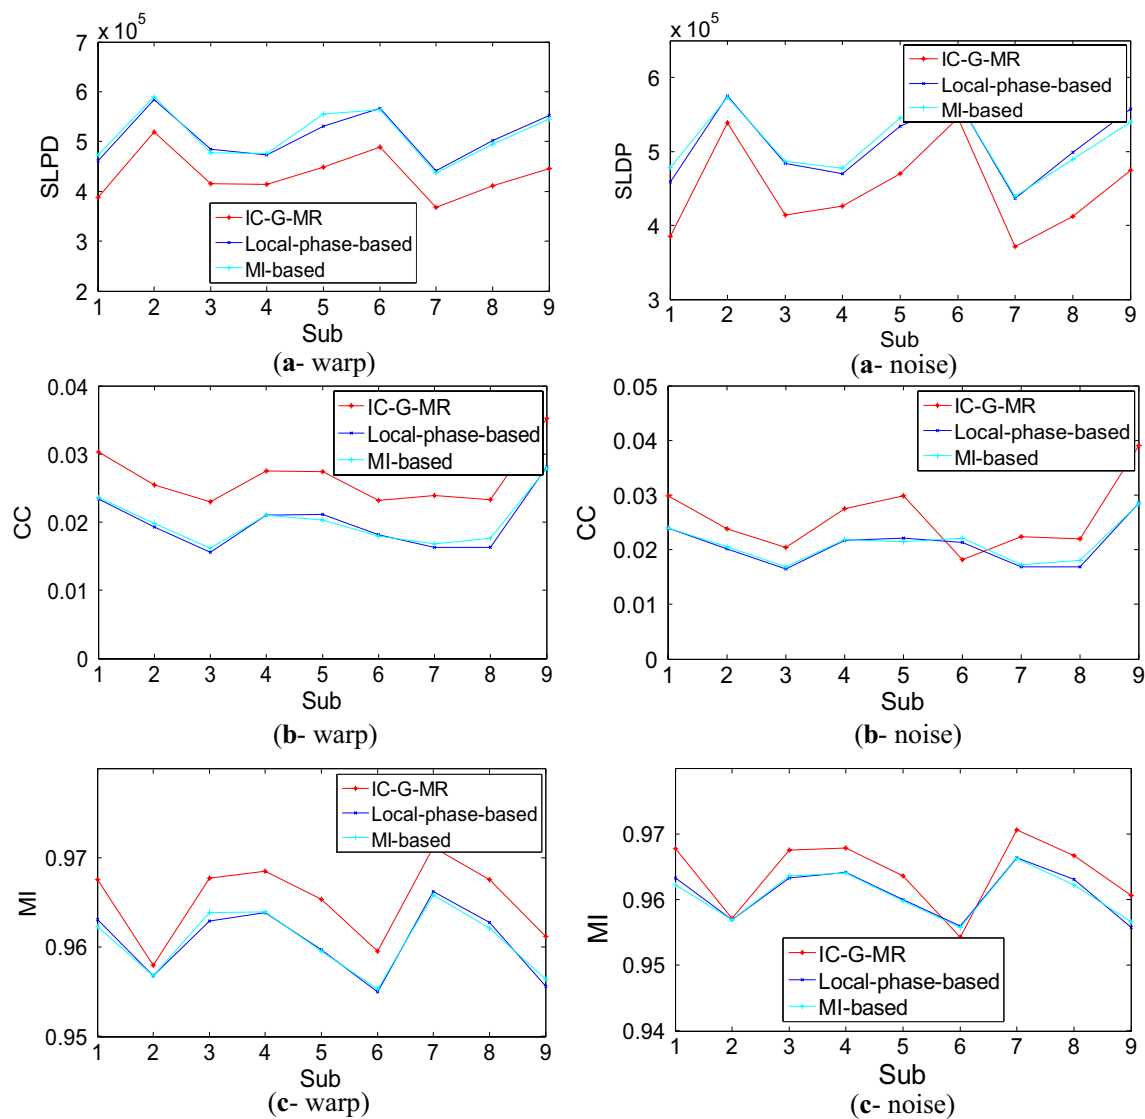 x 10^5
7
6
5
4
3
2
SLPD
IC-G-MR
Local-phase-based
MI-based
1 2 3 4 5 6 7 8 9
Sub
(a- warp)
x 10^5
6
5
4
3
SLDP
IC-G-MR
Local-phase-based
MI-based
1 2 3 4 5 6 7 8 9
Sub
(a- noise)
0.04
0.03
0.02
0.01
0
CC
IC-G-MR
Local-phase-based
MI-based
1 2 3 4 5 6 7 8 9
Sub
(b- warp)
0.05
0.04
0.03
0.02
0.01
0
CC
IC-G-MR
Local-phase-based
MI-based
1 2 3 4 5 6 7 8 9
Sub
(b- noise)
0.97
0.96
0.95
MI
IC-G-MR
Local-phase-based
MI-based
1 2 3 4 5 6 7 8 9
Sub
(c- warp)
0.97
0.96
0.95
0.94
MI
IC-G-MR
Local-phase-based
MI-based
1 2 3 4 5 6 7 8 9
Sub
(c- noise)